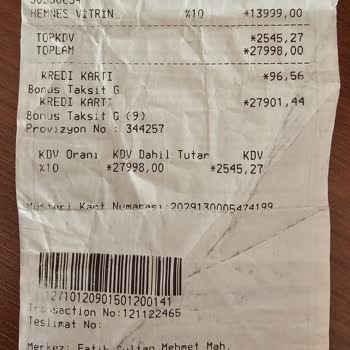 HEMNES VITRIN %10 *13999,00
TOPKDV *2545,27
TOPLAM *27998,00
KREDI KARTI *96,56
Bonus Taksit G
KREDI KARTI *27901,44
Bonus Taksit G (9)
Provizyon No : 344257
KDV Oranı KDV Dahil Tutar KDV
%10 *27998,00 *2545,27
Müşteri Kart Numarası:2029130005474199
2710120901501200141
Transaction No:121122465
Teslimat No:
Merkez: Fatih Sultan Mehmet Mah.